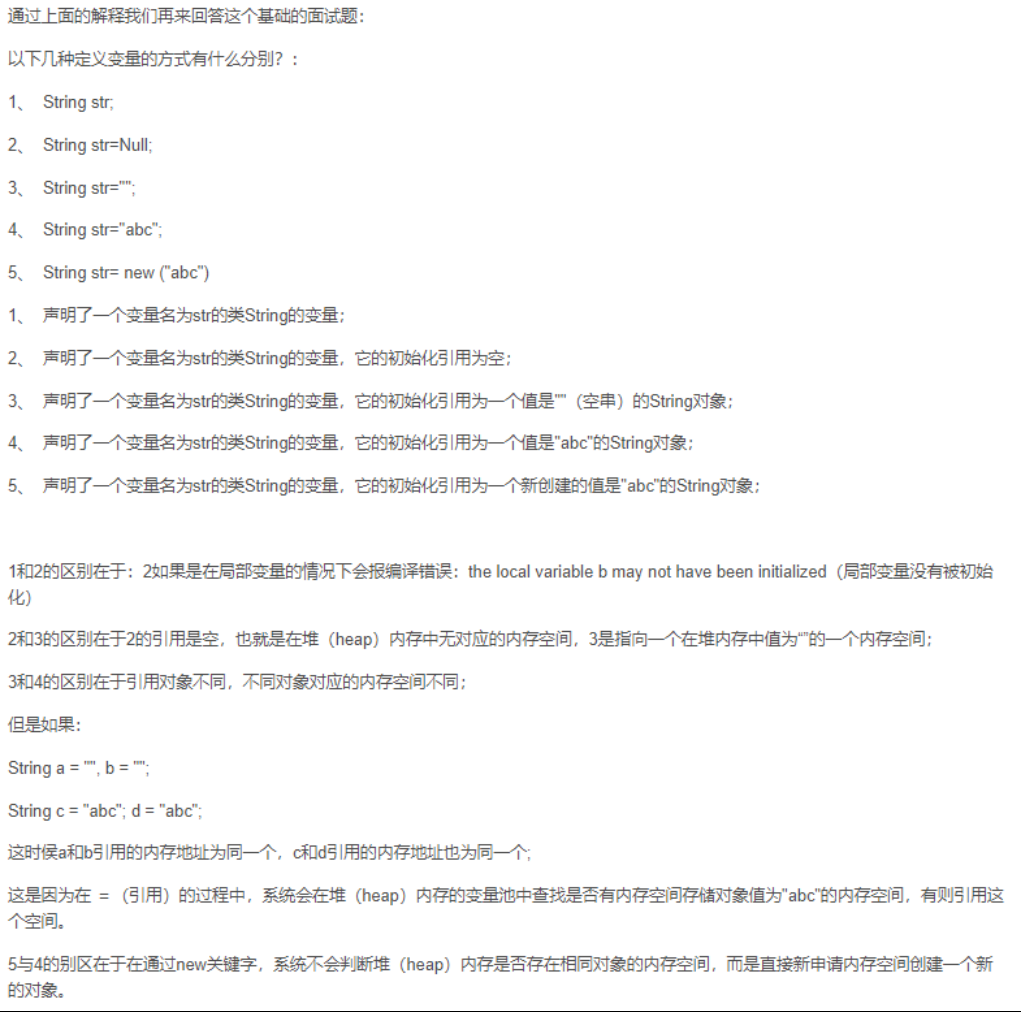 通过上面的解释我们再来回答这个基础的面试题：
以下几种定义变量的方式有什么分别？：
1、 String str;
2、 String str=Null;
3、 String str="";
4、 String str="abc";
5、 String str= new ("abc")
1、 声明了一个变量名为str的类String的变量；
2、 声明了一个变量名为str的类String的变量，它的初始化引用为空；
3、 声明了一个变量名为str的类String的变量，它的初始化引用为一个值是""（空串）的String对象；
4、 声明了一个变量名为str的类String的变量，它的初始化引用为一个值是"abc"的String对象；
5、 声明了一个变量名为str的类String的变量，它的初始化引用为一个新创建的值是"abc"的String对象；
1和2的区别在于：2如果是在局部变量的情况下会报编译错误：the local variable b may not have been initialized（局部变量没有被初始
化）
2和3的区别在于2的引用是空，也就是在堆（heap）内存中无对应的内存空间，3是指向一个在堆内存中值为“”的一个内存空间；
3和4的区别在于引用对象不同，不同对象对应的内存空间不同；
但是如果：
String a = "", b = "";
String c = "abc"; d = "abc";
这时侯a和b引用的内存地址为同一个，c和d引用的内存地址也为同一个;
这是因为在 =（引用）的过程中，系统会在堆（heap）内存的变量池中查找是否有内存空间存储对象值为"abc"的内存空间，有则引用这
个空间。
5与4的别区在于在通过new关键字，系统不会判断堆（heap）内存是否存在相同对象的内存空间，而是直接新申请内存空间创建一个新
的对象。